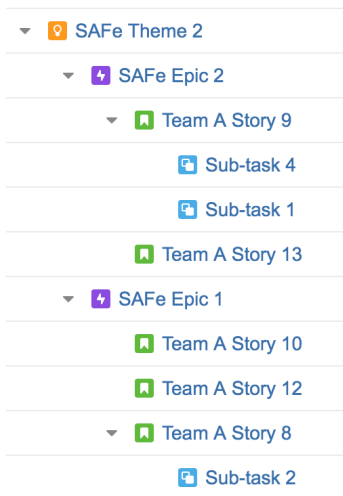 SAFe Theme 2
SAFe Epic 2
Team A Story 9
Sub-task 4
Sub-task 1
Team A Story 13
SAFe Epic 1
Team A Story 10
Team A Story 12
Team A Story 8
Sub-task 2